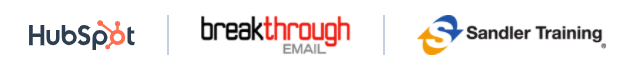 HubSpot
breakthrough
EMAIL
Sandler Training®